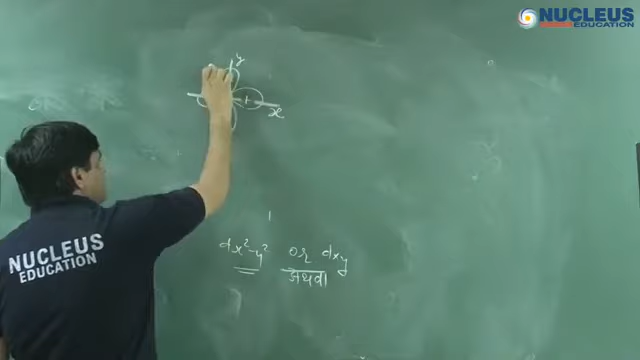 NUCLEUS
EDUCATION
y
+
x
dx²-y² or dxy
अथवा
NUCLEUS
EDUCATION